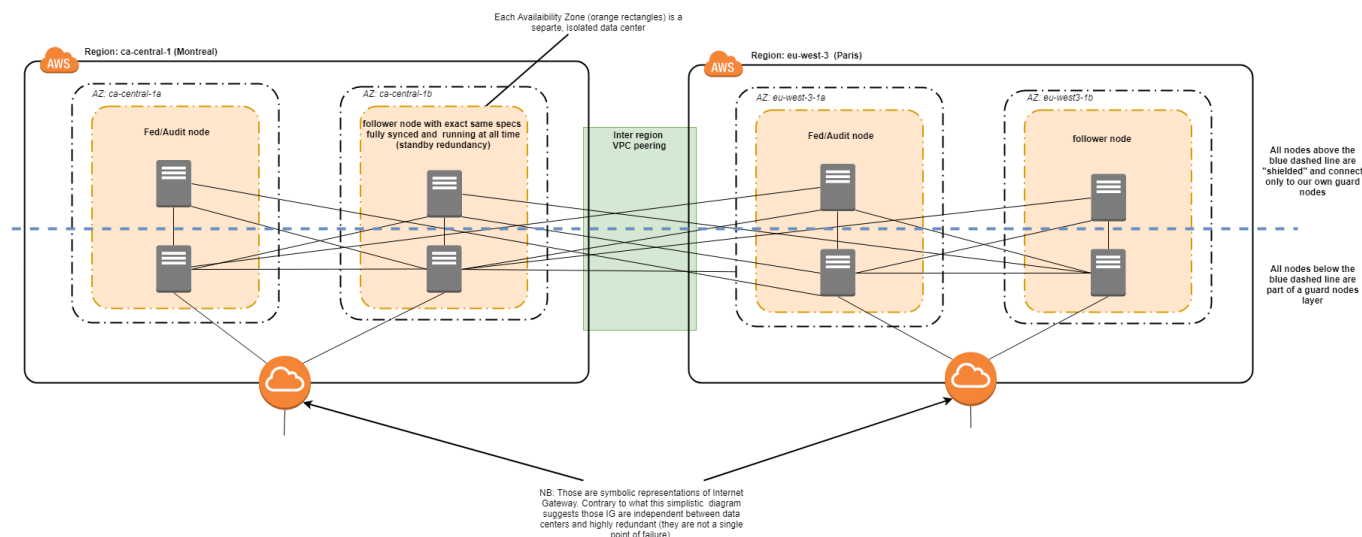 Each Availaibility Zone (orange rectangles) is a
separte, isolated data center
AWS
Region: ca-central-1 (Montreal)
AZ: ca-central-1a
Fed/Audit node
AZ: ca-central-1b
follower node with exact same specs
fully synced and running at all time
(standby redundancy)
Inter region
VPC peering
AWS
Region: eu-west-3 (Paris)
AZ: eu-west-3-1a
Fed/Audit node
AZ: eu-west3-1b
follower node
All nodes above the
blue dashed line are
"shielded" and connect
only to our own guard
nodes
All nodes below the
blue dashed line are
part of a guard nodes
layer
NB: Those are symbolic representations of Internet
Gateway. Contrary to what this simplistic diagram
suggests those IG are independent between data
centers and highly redundant (they are not a single
point of failure)